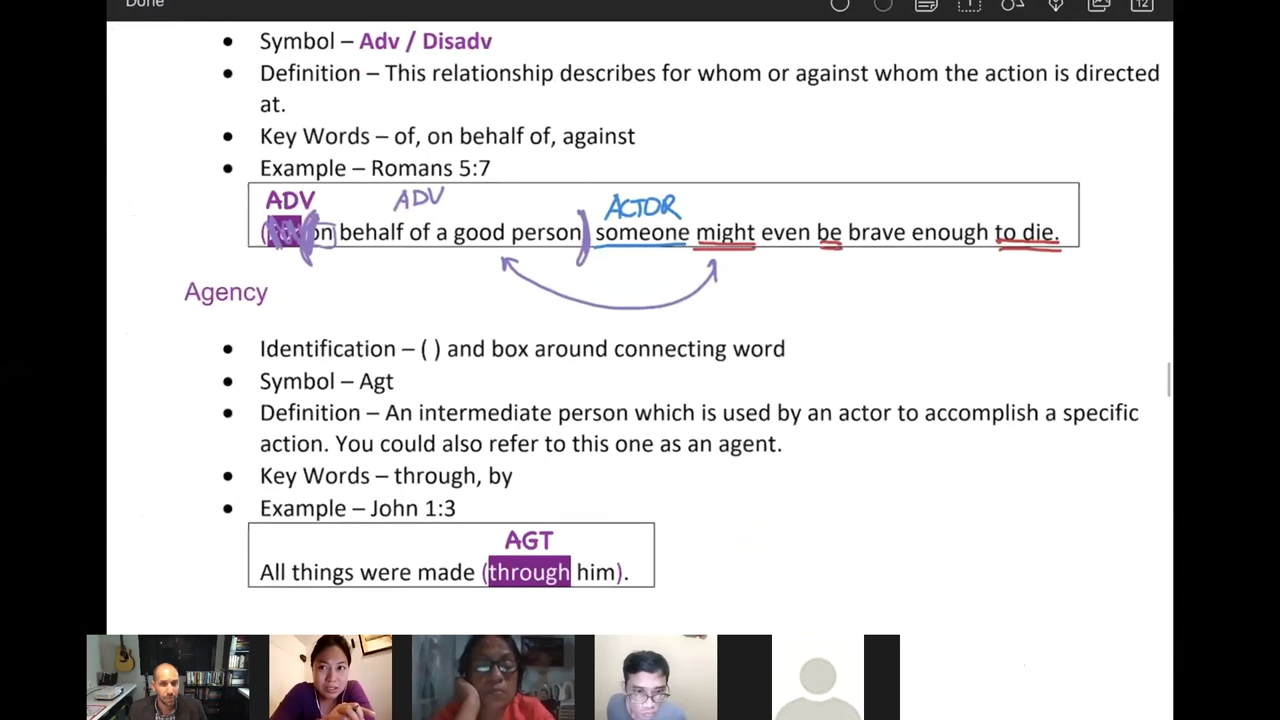 Done
12
• Symbol – Adv / Disadv
• Definition – This relationship describes for whom or against whom the action is directed
at.
• Key Words – of, on behalf of, against
• Example – Romans 5:7
ADV ADV ACTOR
on behalf of a good person) someone might even be brave enough to die.
Agency
• Identification – ( ) and box around connecting word
• Symbol – Agt
• Definition – An intermediate person which is used by an actor to accomplish a specific
action. You could also refer to this one as an agent.
• Key Words – through, by
• Example – John 1:3
AGT
All things were made (through him).